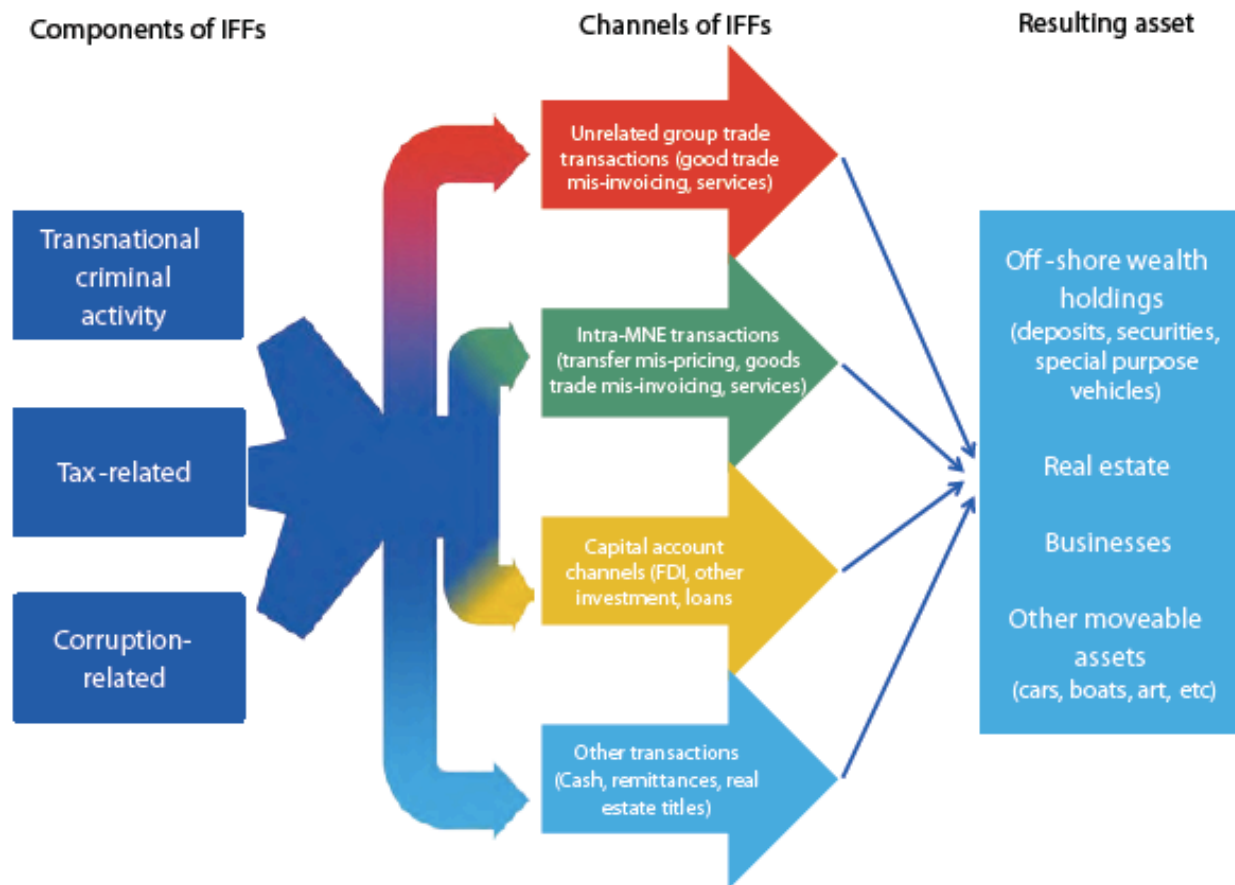 Components of IFFs
Channels of IFFs
Resulting asset
Transnational
criminal
activity
Tax-related
Corruption-
related
Unrelated group trade
transactions (good trade
mis-invoicing, services)
Intra-MNE transactions
(transfer mis-pricing, goods
trade mis-invoicing, services)
Capital account
channels (FDI, other
investment, loans
Other transactions
(Cash, remittances, real
estate titles)
Off-shore wealth
holdings
(deposits, securities,
special purpose
vehicles)
Real estate
Businesses
Other moveable
assets
(cars, boats, art, etc)